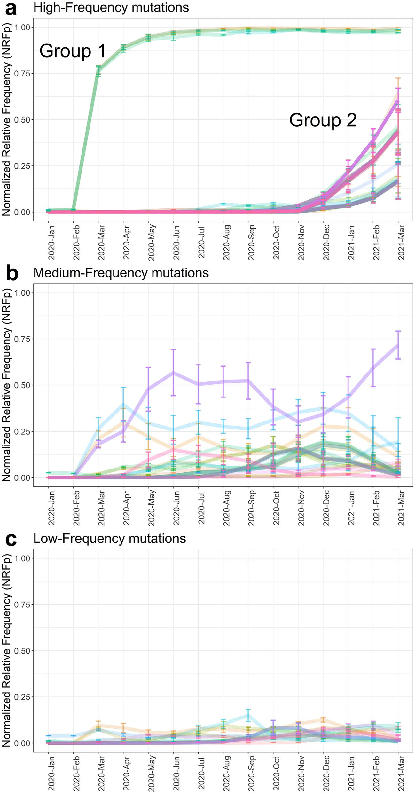 a High-Frequency mutations
Normalized Relative Frequency (NRFp)
1.00
0.75
0.50
0.25
0.00
Group 1
Group 2
2020-Jan
2020-Feb
2020-Mar
2020-Apr
2020-May
2020-Jun
2020-Jul
2020-Aug
2020-Sep
2020-Oct
2020-Nov
2020-Dec
2021-Jan
2021-Feb
2021-Mar
b Medium-Frequency mutations
Normalized Relative Frequency (NRFp)
1.00
0.75
0.50
0.25
0.00
2020-Jan
2020-Feb
2020-Mar
2020-Apr
2020-May
2020-Jun
2020-Jul
2020-Aug
2020-Sep
2020-Oct
2020-Nov
2020-Dec
2021-Jan
2021-Feb
2021-Mar
c Low-Frequency mutations
Normalized Relative Frequency (NRFp)
1.00
0.75
0.50
0.25
0.00
2020-Jan
2020-Feb
2020-Mar
2020-Apr
2020-May
2020-Jun
2020-Jul
2020-Aug
2020-Sep
2020-Oct
2020-Nov
2020-Dec
2021-Jan
2021-Feb
2021-Mar